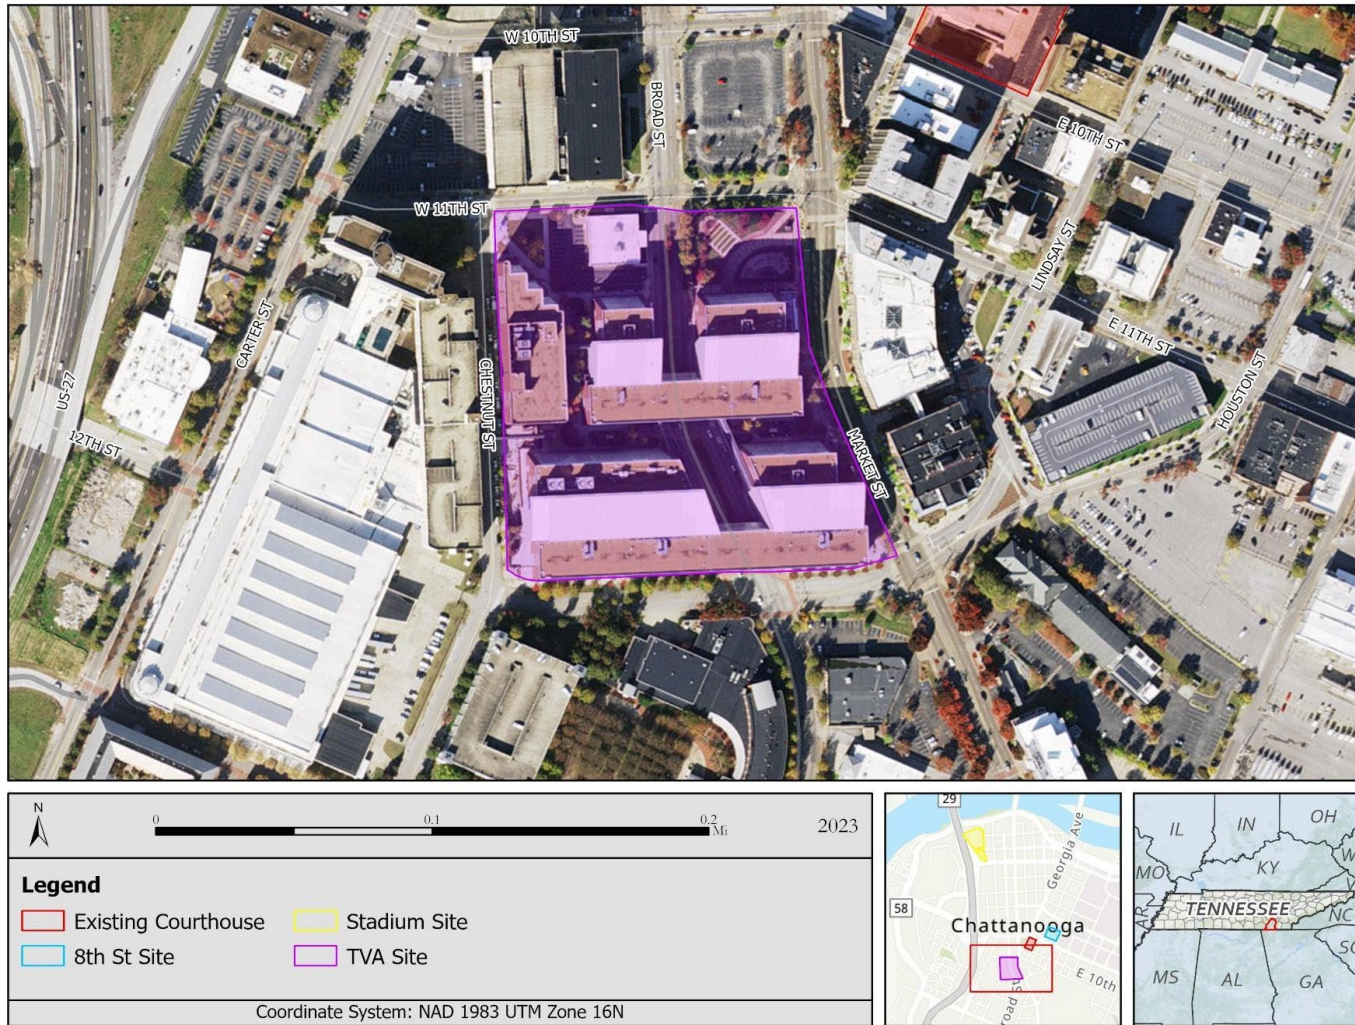 W 10TH ST
BROAD ST
E 10TH ST
W 11TH ST
LINDSAY ST
CARTER ST
E 11TH ST
US-27
CHESTNUT ST
HOUSTON ST
12TH ST
MARKET ST
N
0
0.1
0.2
Mi
2023
Legend
Existing Courthouse
Stadium Site
8th St Site
TVA Site
Coordinate System: NAD 1983 UTM Zone 16N
29
Georgia Ave
58
Chattanooga
E 10th
road S
IL
IN
OH
MO
KY
W
V
AR
TENNESSEE
NC
SC
MS
AL
GA